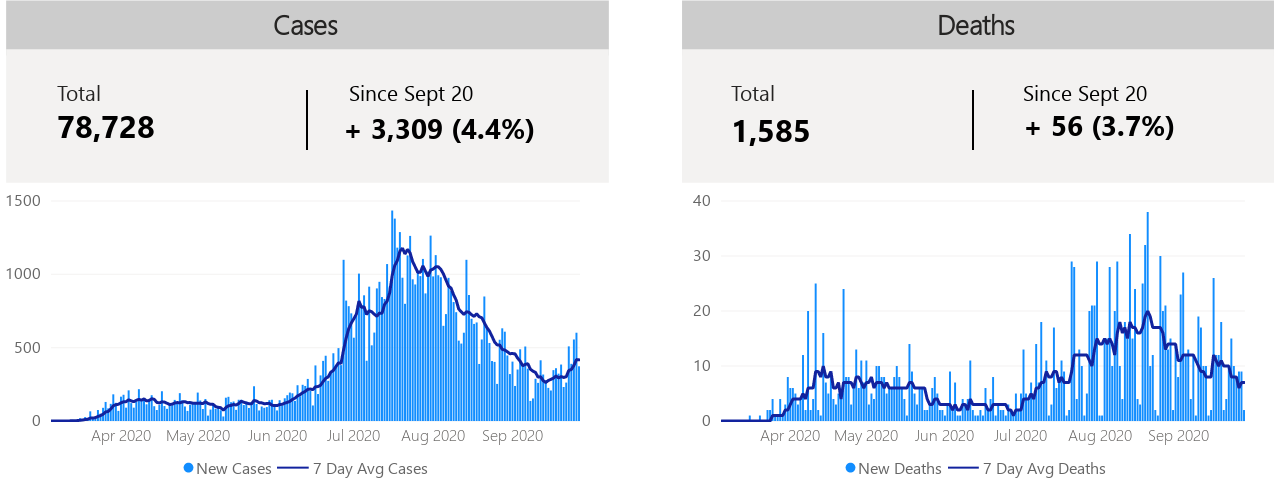 Cases
Total
78,728
Since Sept 20
+ 3,309 (4.4%)
1500
1000
500
0
Apr 2020 May 2020 Jun 2020 Jul 2020 Aug 2020 Sep 2020
New Cases 7 Day Avg Cases
Deaths
Total
1,585
Since Sept 20
+ 56 (3.7%)
40
30
20
10
0
Apr 2020 May 2020 Jun 2020 Jul 2020 Aug 2020 Sep 2020
New Deaths 7 Day Avg Deaths